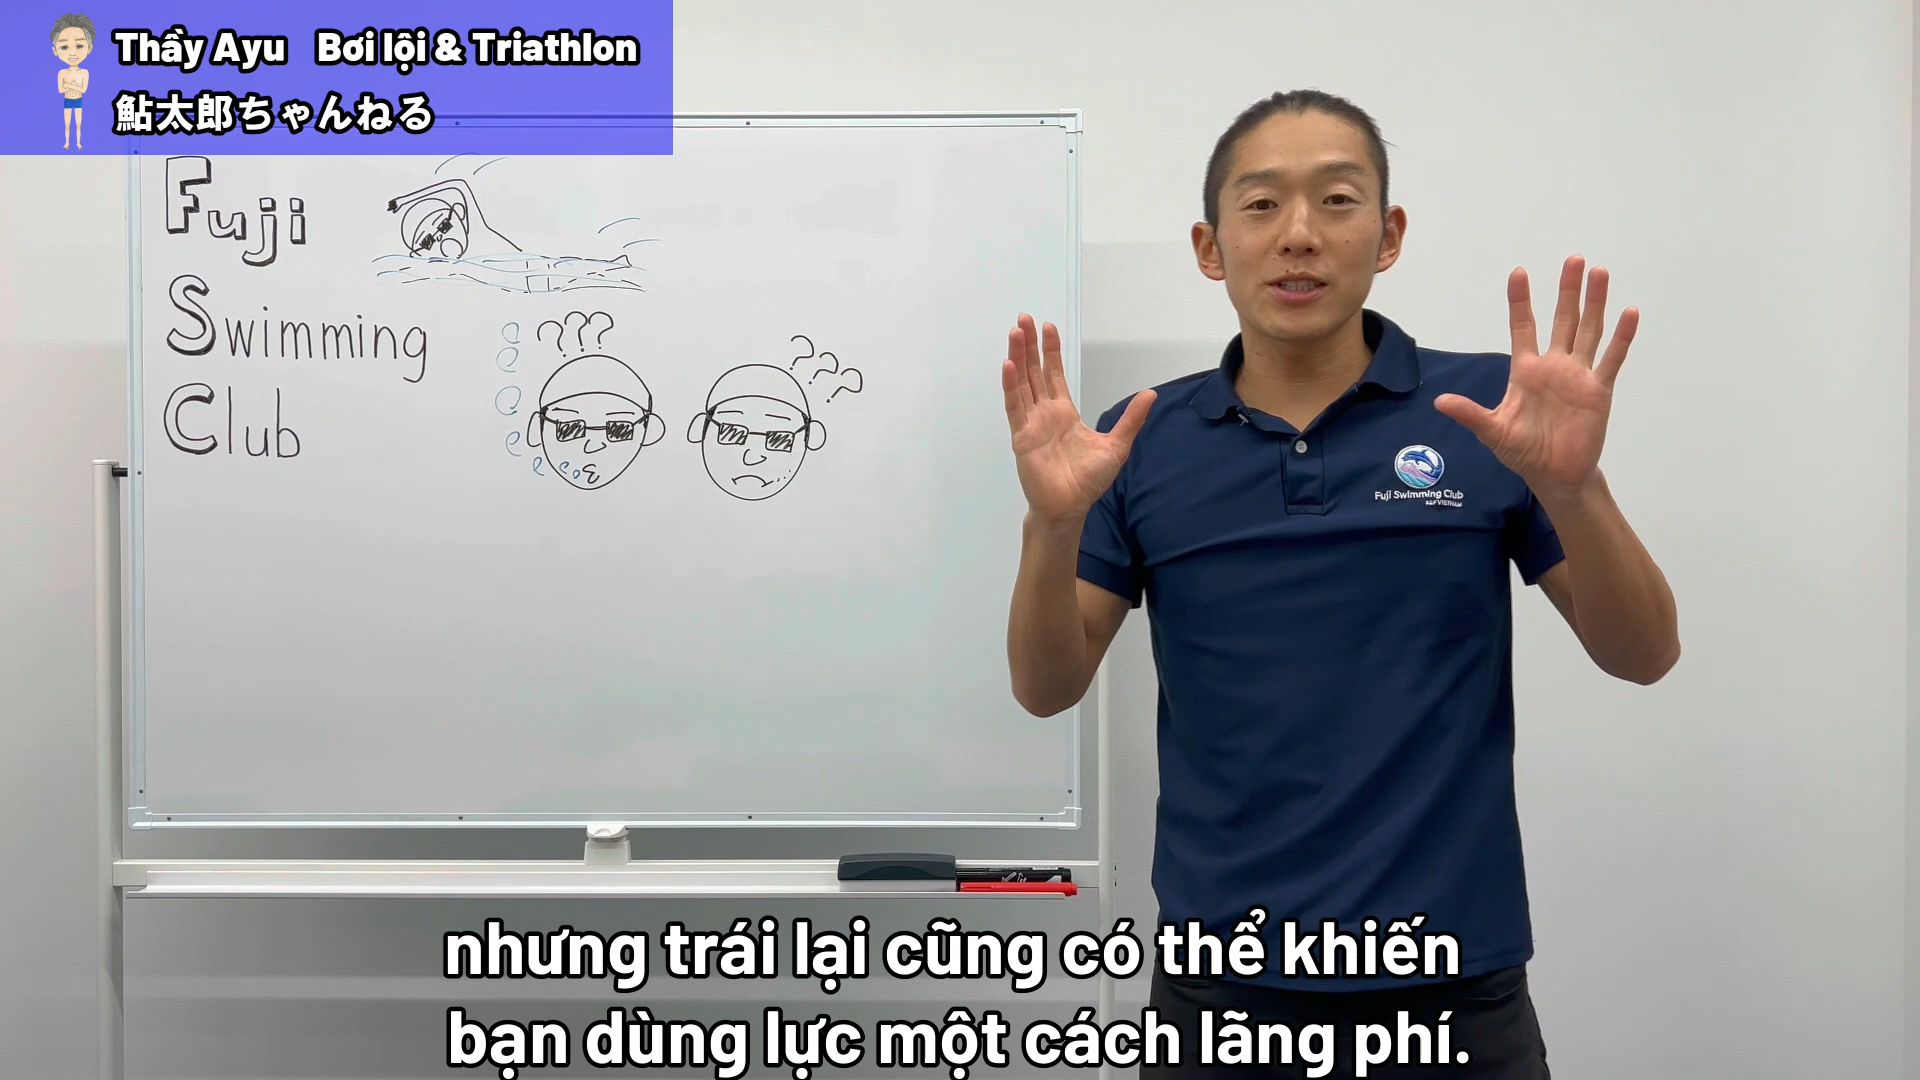 Thầy Ayu Bơi lội & Triathlon
鮎太郎ちゃんねる
Fuji
Swimming
Club
???
???
Fuji Swimming Club
S&F VIETNAM
nhưng trái lại cũng có thể khiến
bạn dùng lực một cách lãng phí.